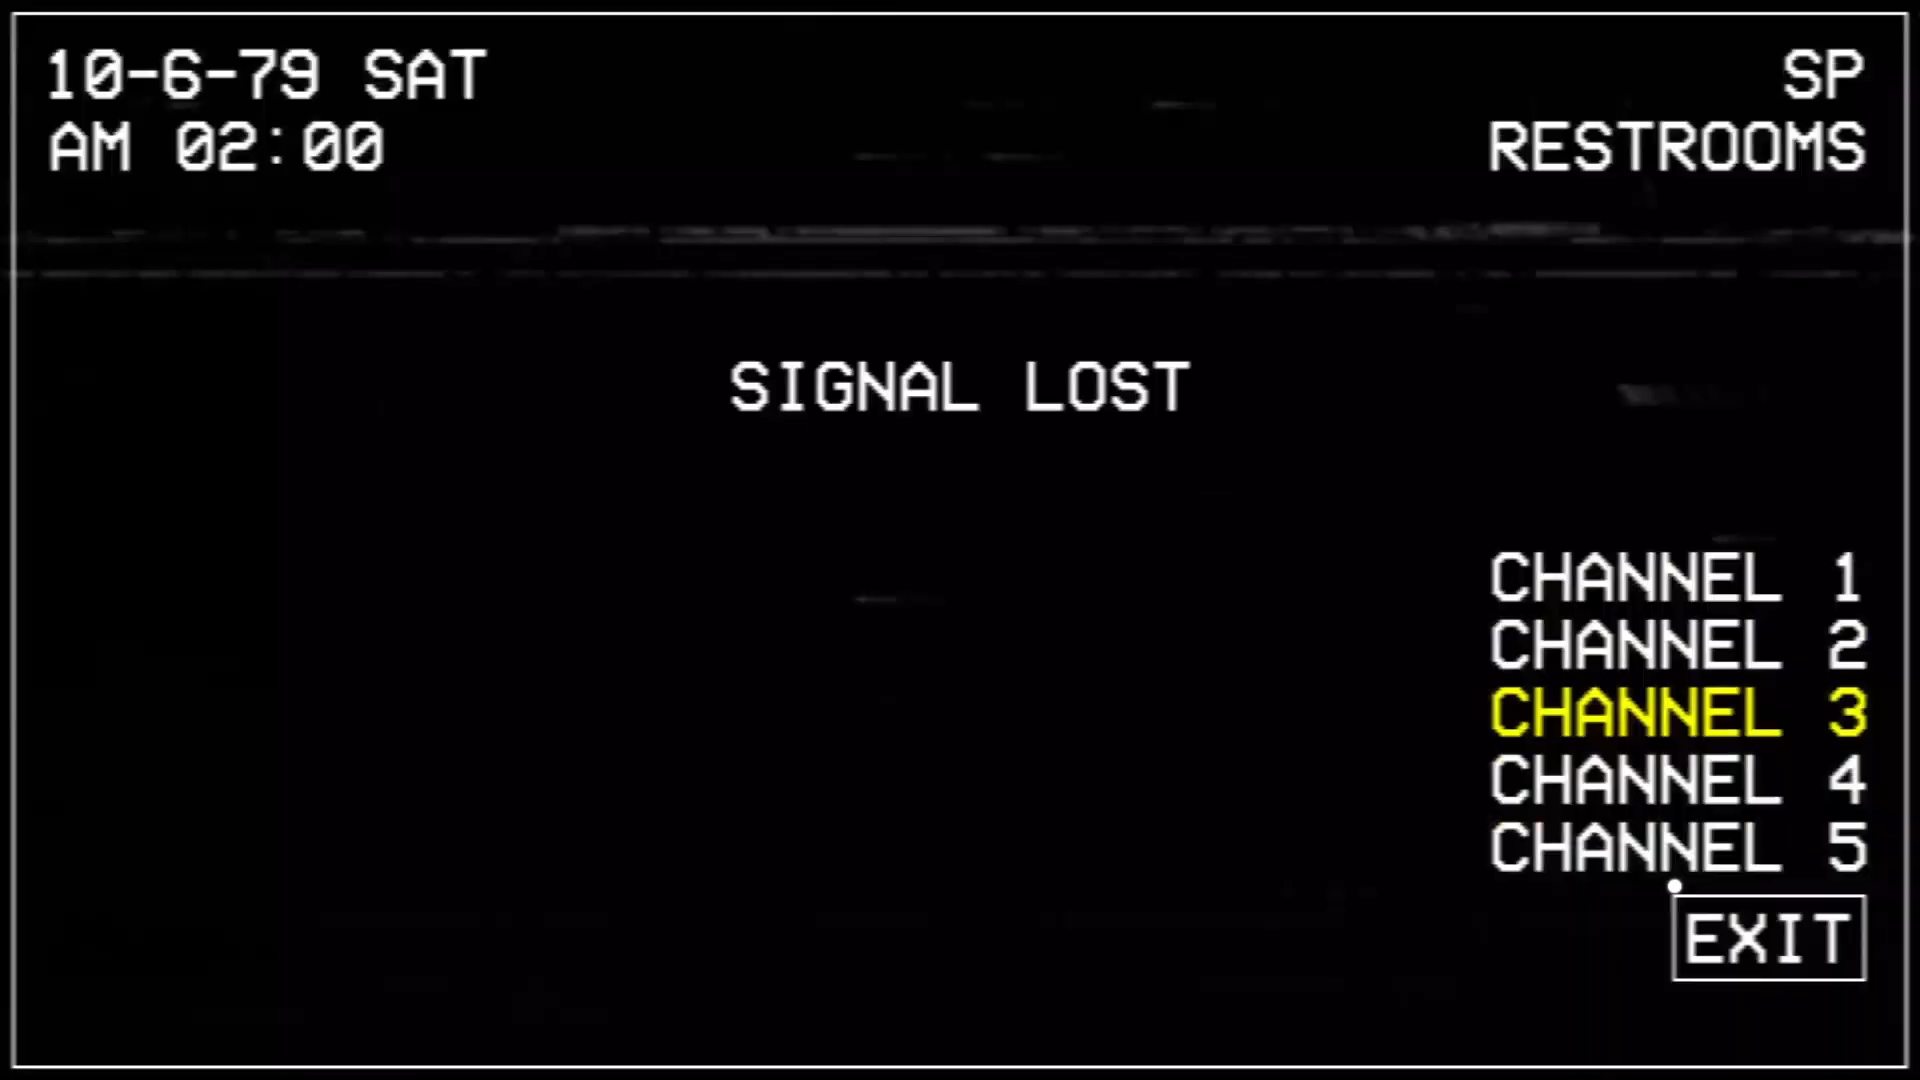 10-6-79 SAT
AM 02:00
SP
RESTROOMS
SIGNAL LOST
CHANNEL 1
CHANNEL 2
CHANNEL 3
CHANNEL 4
CHANNEL 5
EXIT